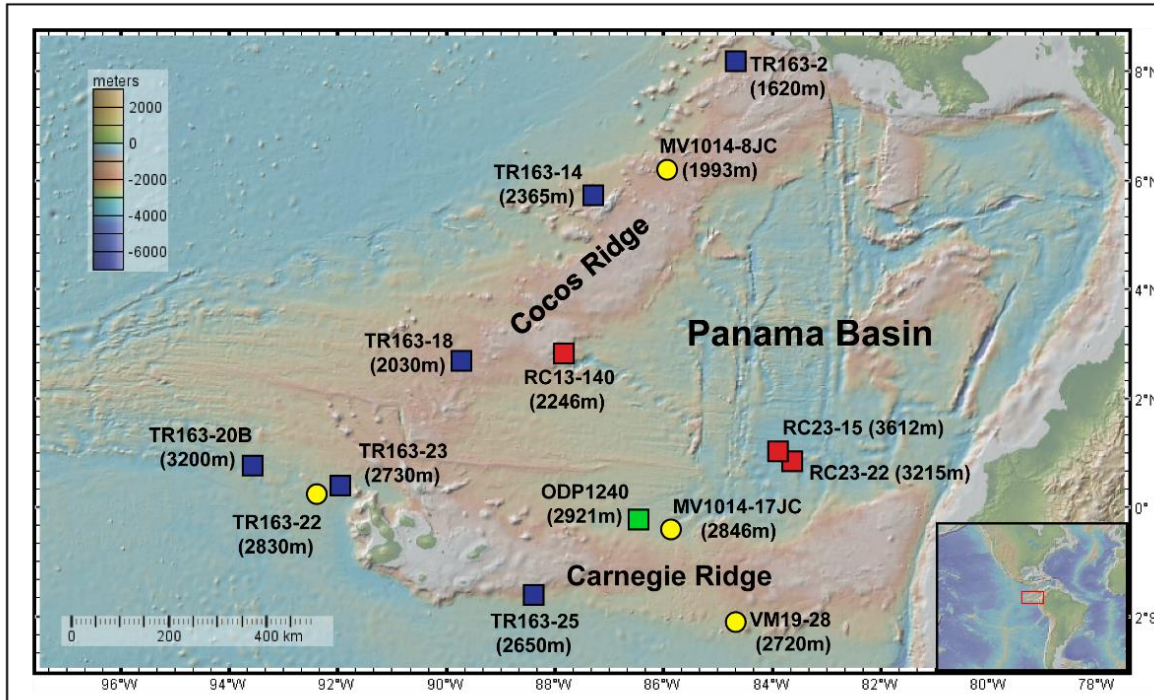 meters
2000
0
-2000
-4000
-6000
TR163-2
(1620m)
MV1014-8JC
(1993m)
TR163-14
(2365m)
Cocos Ridge
Panama Basin
TR163-18
(2030m)
RC13-140
(2246m)
RC23-15 (3612m)
RC23-22 (3215m)
TR163-20B
(3200m)
TR163-23
(2730m)
TR163-22
(2830m)
ODP1240
(2921m)
MV1014-17JC
(2846m)
Carnegie Ridge
TR163-25
(2650m)
VM19-28
(2720m)
0 200 400 km
8°N
6°N
4°N
2°N
0°
2°S
96°W 94°W 92°W 90°W 88°W 86°W 84°W 82°W 80°W 78°W